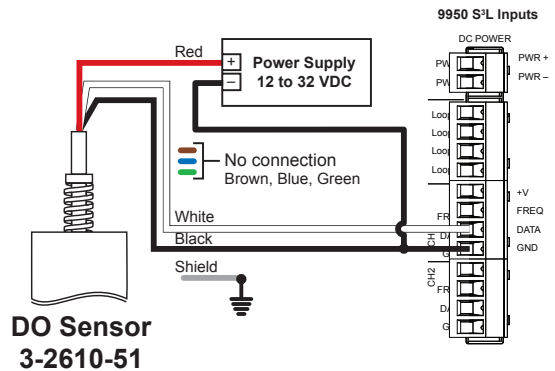 9950 S³L Inputs
DC POWER
PWR +
PWR –
Red
+
–
Power Supply
12 to 32 VDC
No connection
Brown, Blue, Green
White
Black
Shield
+V
FREQ
DATA
GND
CH2
DO Sensor
3-2610-51